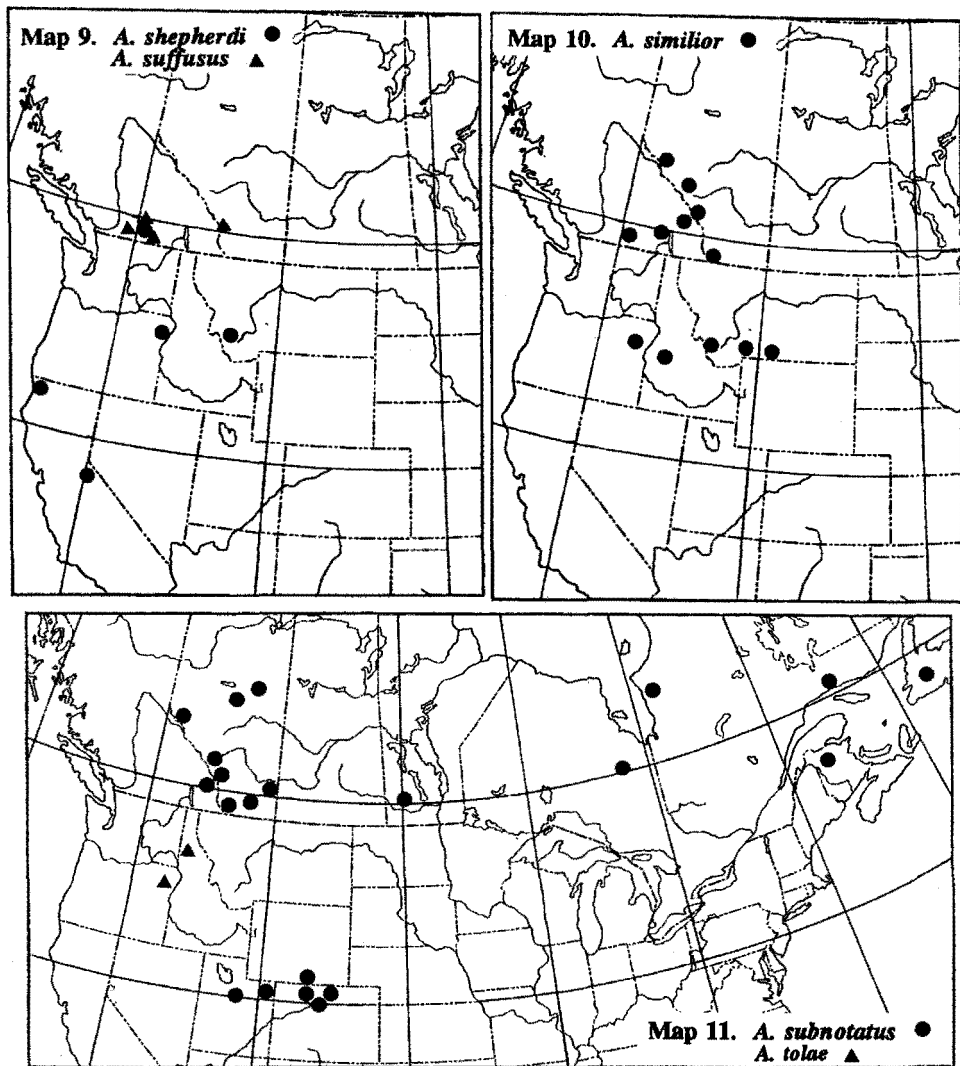 Map 9. A. shepherdi ●
A. suffusus ▲
Map 10. A. similior ●
Map 11. A. subnotatus ●
A. tolae ▲